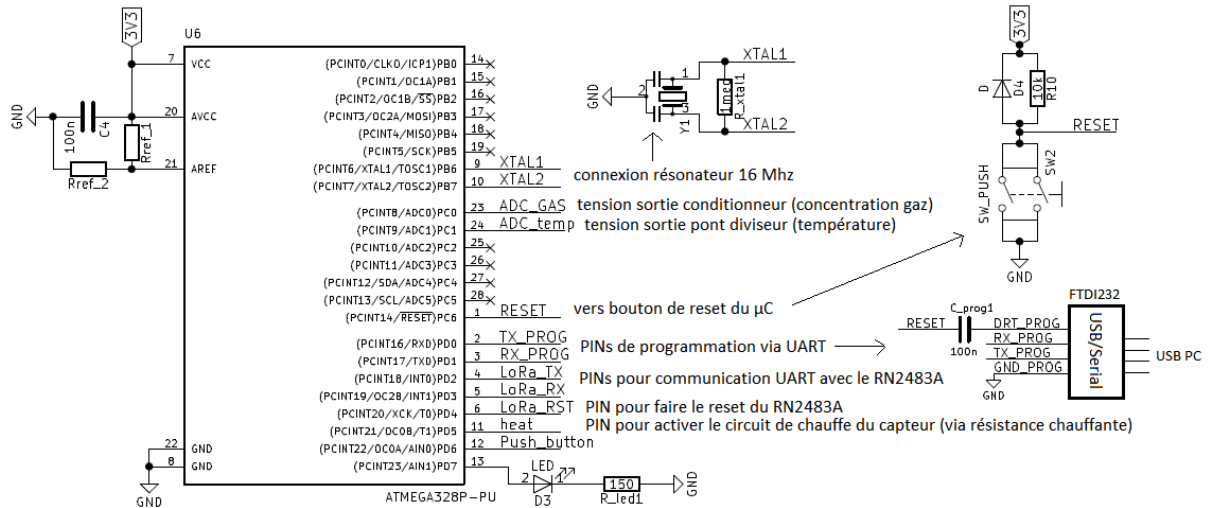 3V3
U6
7
VCC
(PCINT0/CLKO/ICP1)PB0
14
(PCINT1/OC1A)PB1
15
(PCINT2/OC1B/SS)PB2
16
(PCINT3/OC2A/MOSI)PB3
17
(PCINT4/MISO)PB4
18
(PCINT5/SCK)PB5
19
(PCINT6/XTAL1/TOSC1)PB6
9
XTAL1
(PCINT7/XTAL2/TOSC2)PB7
10
XTAL2
GND
100n
C4
20
AVCC
Rref_1
21
AREF
Rref_2
(PCINT8/ADC0)PC0
23
ADC_GAS
tension sortie conditionneur (concentration gaz)
(PCINT9/ADC1)PC1
24
ADC_temp
tension sortie pont diviseur (température)
(PCINT10/ADC2)PC2
25
(PCINT11/ADC3)PC3
26
(PCINT12/SDA/ADC4)PC4
27
(PCINT13/SCL/ADC5)PC5
28
(PCINT14/RESET)PC6
1
RESET
vers bouton de reset du µC
(PCINT16/RXD)PD0
2
TX_PROG
PINs de programmation via UART
(PCINT17/TXD)PD1
3
RX_PROG
(PCINT18/INT0)PD2
4
LoRa_TX
PINs pour communication UART avec le RN2483A
(PCINT19/OC2B/INT1)PD3
5
LoRa_RX
(PCINT20/XCK/T0)PD4
6
LoRa_RST
PIN pour faire le reset du RN2483A
(PCINT21/OC0B/T1)PD5
11
heat
PIN pour activer le circuit de chauffe du capteur (via résistance chauffante)
(PCINT22/OC0A/AIN0)PD6
12
Push_button
(PCINT23/AIN1)PD7
13
22
GND
8
GND
GND
ATMEGA328P-PU
LED
2
1
D3
150
R_led1
GND
XTAL1
1
GND
2
3
Y1
1meg
R_xtal1
XTAL2
connexion résonateur 16 Mhz
3V3
D
D4
10k
R10
RESET
SW_PUSH
SW2
GND
FTDI232
C_prog1
RESET
100n
DRT_PROG
RX_PROG
TX_PROG
GND_PROG
GND
USB/Serial
USB PC